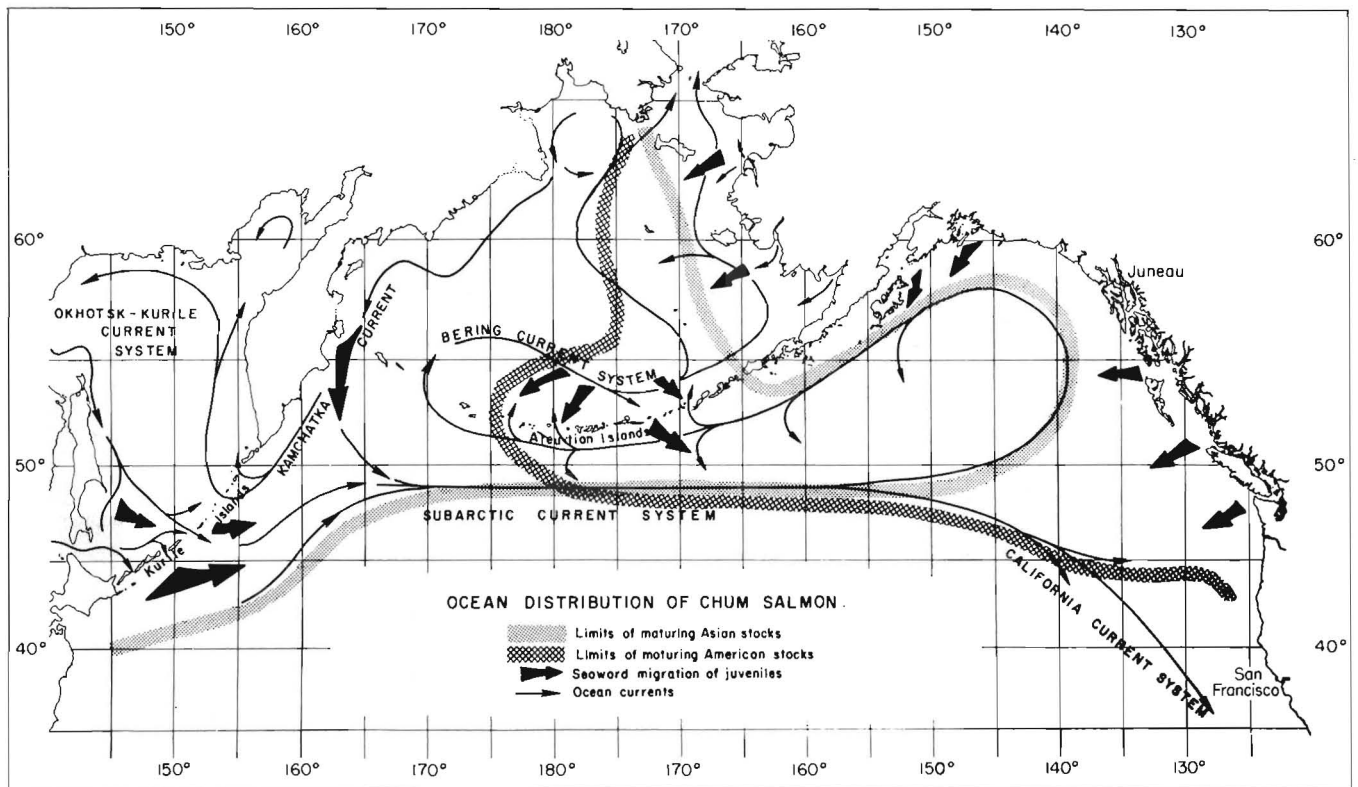 150° 160° 170° 180° 170° 160° 150° 140° 130°
60° 60°
Juneau
OKHOTSK-KURILE
CURRENT
SYSTEM
CURRENT
BERING CURRENT SYSTEM
KAMCHATKA
Aleutian Islands
50° 50°
Islands
Kurile
SUBARCTIC CURRENT SYSTEM
CALIFORNIA CURRENT SYSTEM
OCEAN DISTRIBUTION OF CHUM SALMON.
Limits of maturing Asian stocks
Limits of maturing American stocks
Seaward migration of juveniles
Ocean currents
40° 40°
San
Francisco
150° 160° 170° 180° 170° 160° 150° 140° 130°